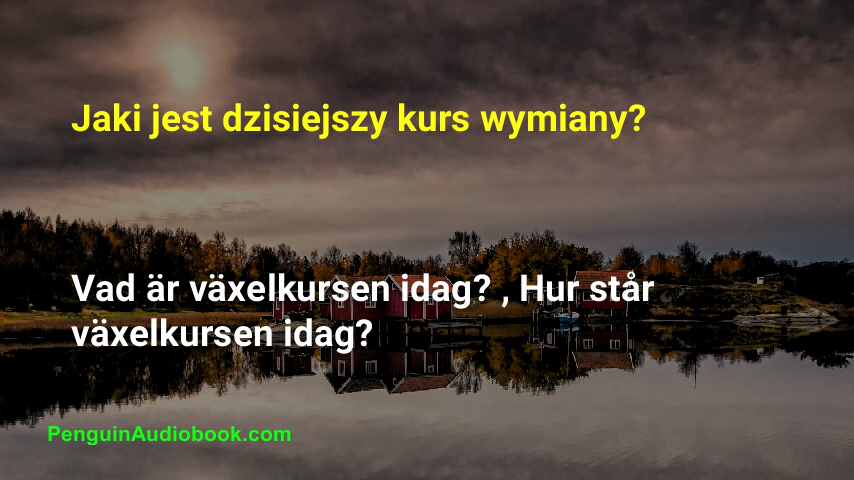 Jaki jest dzisiejszy kurs wymiany?
Vad är växelkursen idag? , Hur står
växelkursen idag?
PenguinAudiobook.com